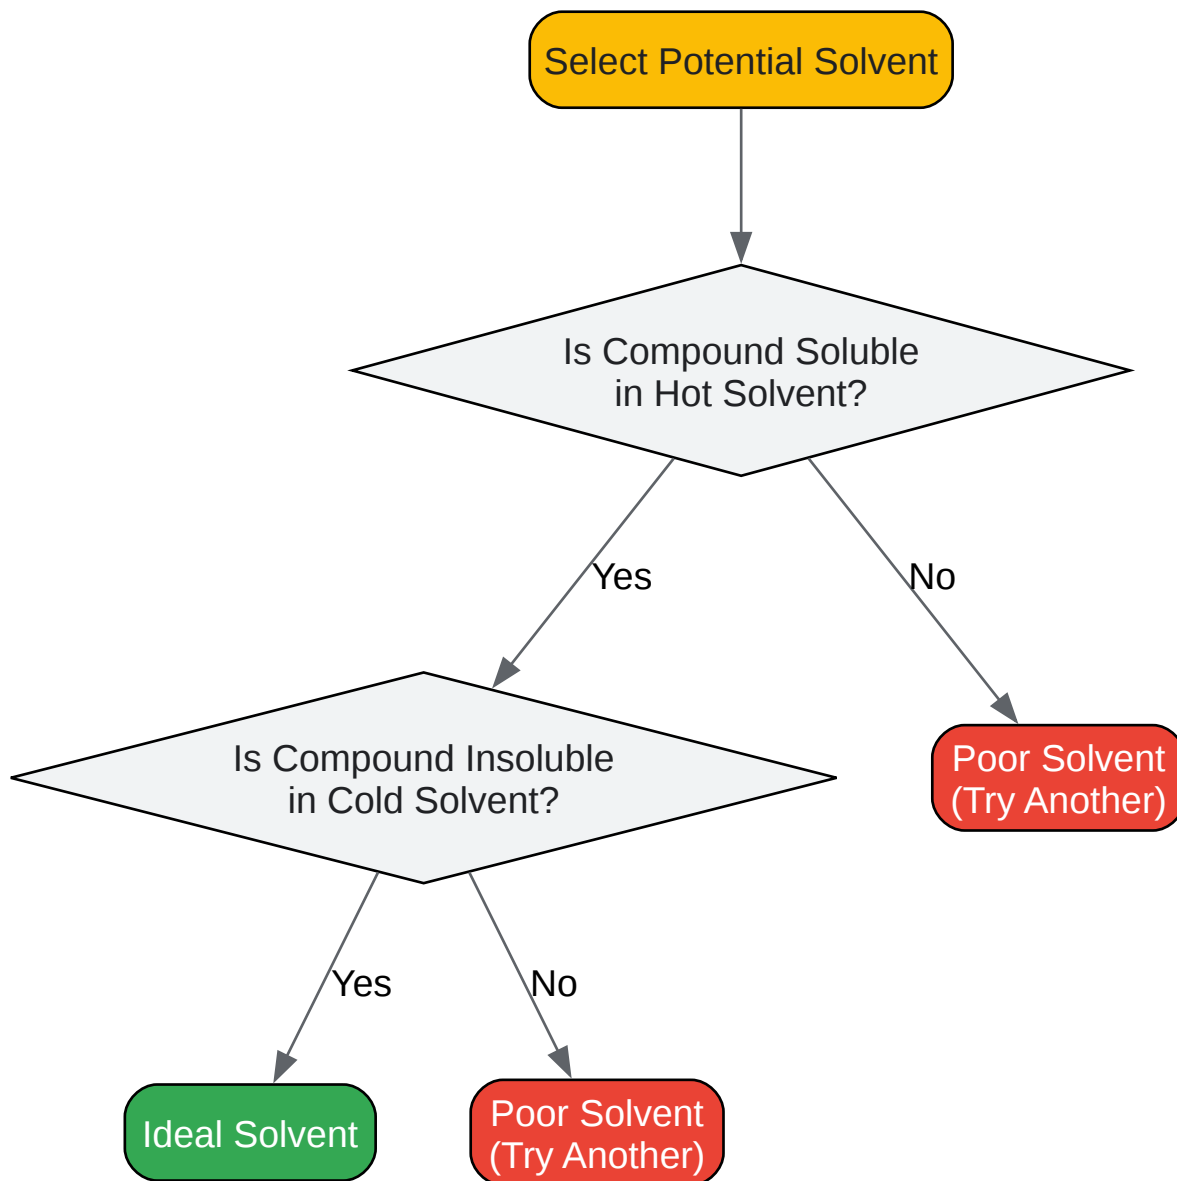 Select Potential Solvent
Is Compound Soluble
in Hot Solvent?
Yes
No
Is Compound Insoluble
in Cold Solvent?
Poor Solvent
(Try Another)
Yes
No
Ideal Solvent
Poor Solvent
(Try Another)